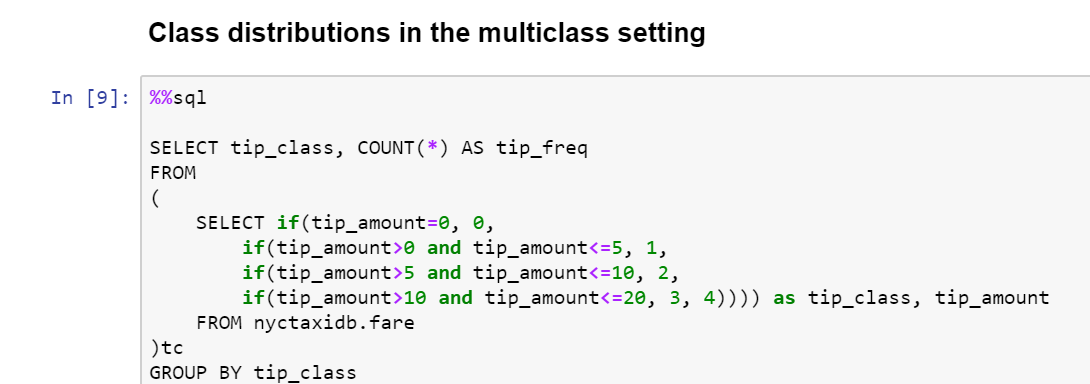 Class distributions in the multiclass setting
In [9]: %%sql
SELECT tip_class, COUNT(*) AS tip_freq
FROM
(
    SELECT if(tip_amount=0, 0,
        if(tip_amount>0 and tip_amount<=5, 1,
        if(tip_amount>5 and tip_amount<=10, 2,
        if(tip_amount>10 and tip_amount<=20, 3, 4)))) as tip_class, tip_amount
    FROM nyctaxidb.fare
)tc
GROUP BY tip_class